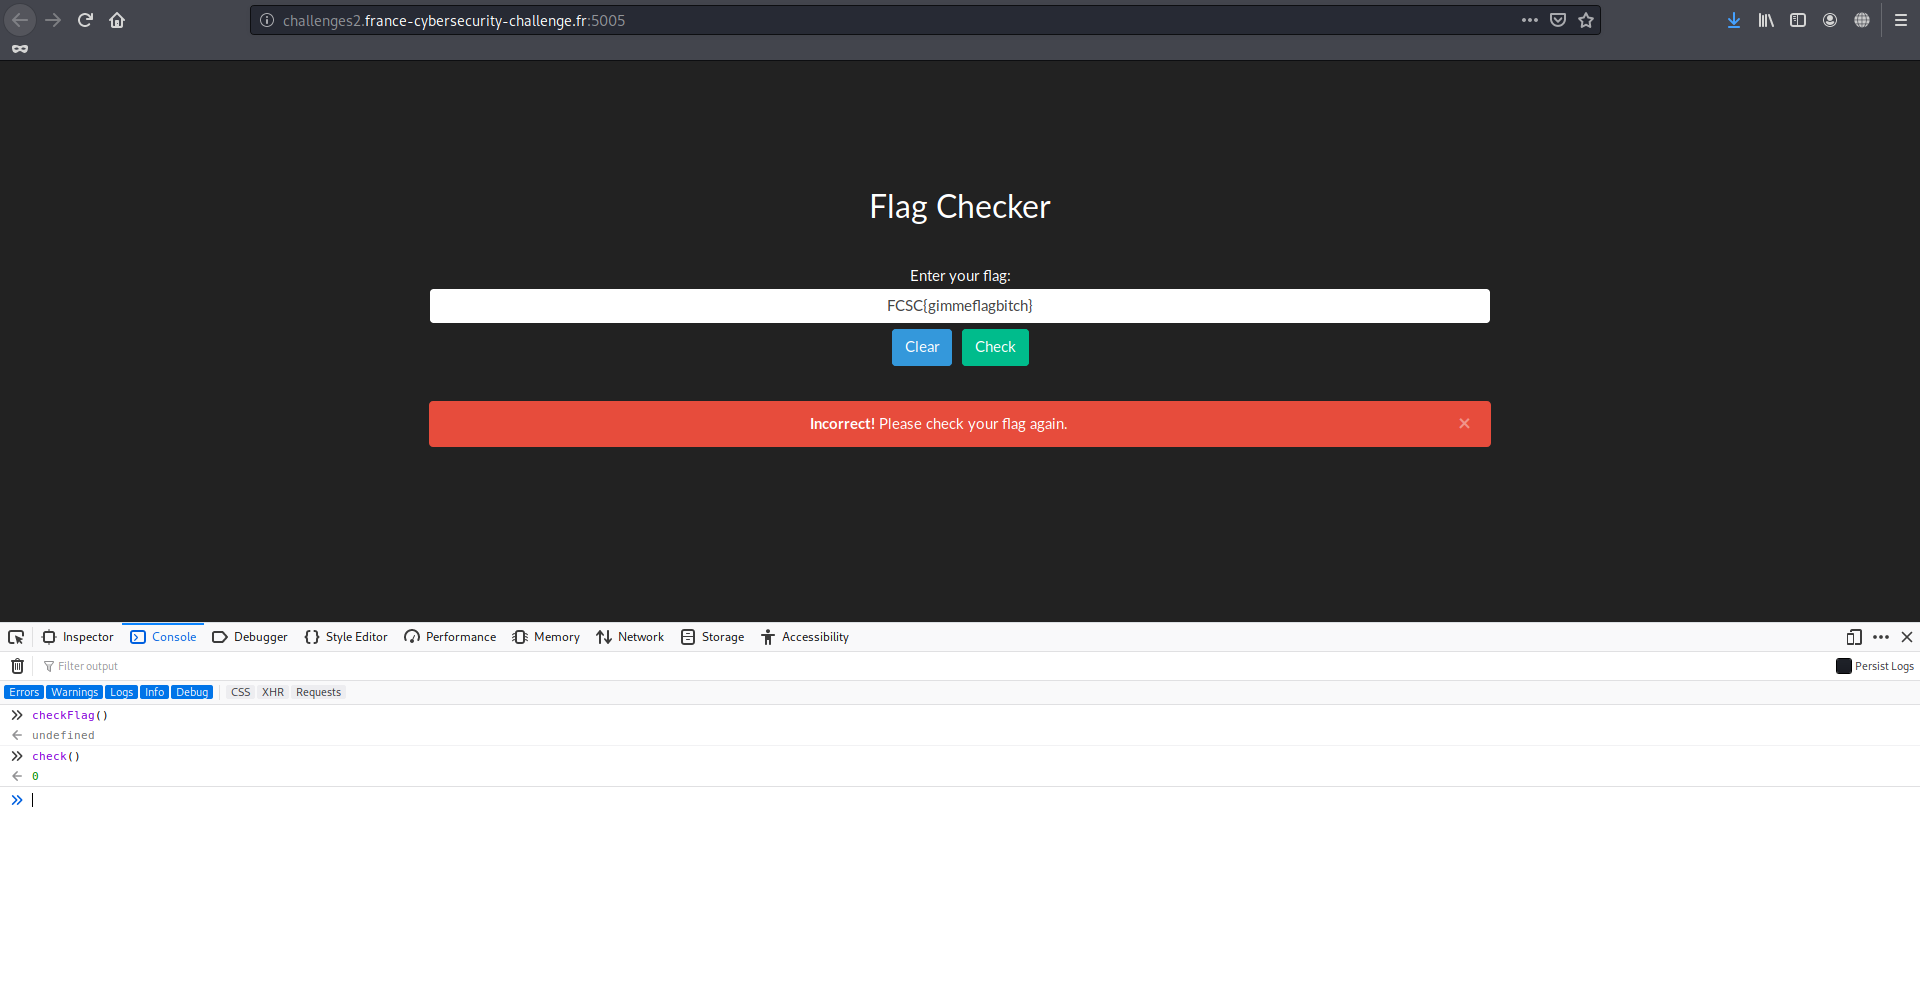 challenges2.france-cybersecurity-challenge.fr:5005
Flag Checker
Enter your flag:
FCSC{gimmeflagbitch}
Clear Check
Incorrect! Please check your flag again. ×
Inspector Console Debugger Style Editor Performance Memory Network Storage Accessibility
Filter output Persist Logs
Errors Warnings Logs Info Debug CSS XHR Requests
checkFlag()
undefined
check()
0